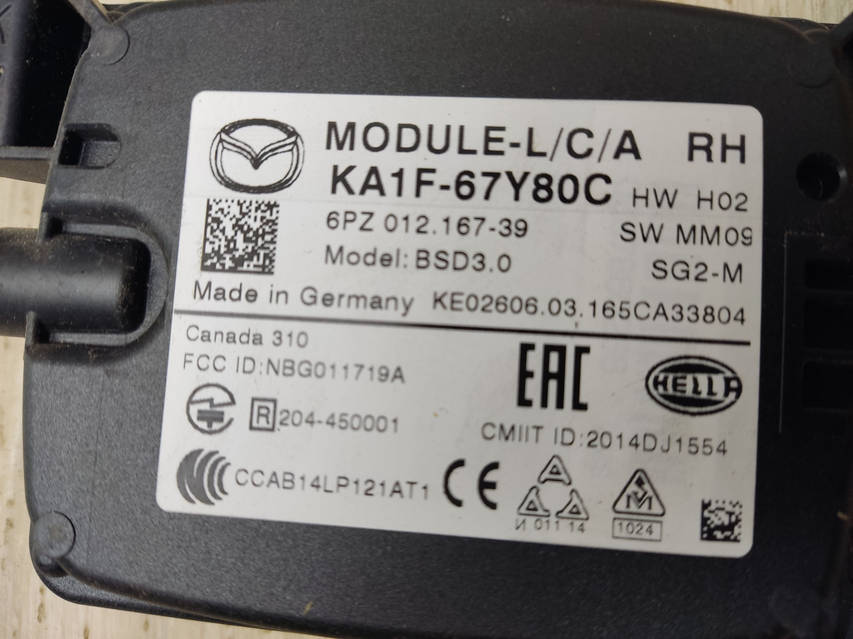 MODULE-L/C/A RH
KA1F-67Y80C HW H02
6PZ 012.167-39 SW MM09
Model:BSD3.0 SG2-M
Made in Germany KE02606.03.165CA33804
Canada 310
FCC ID:NBG011719A
EAC
HELLA
R 204-450001
CMIIT ID:2014DJ1554
CCAB14LP121AT1 CE
И 011 14
1024